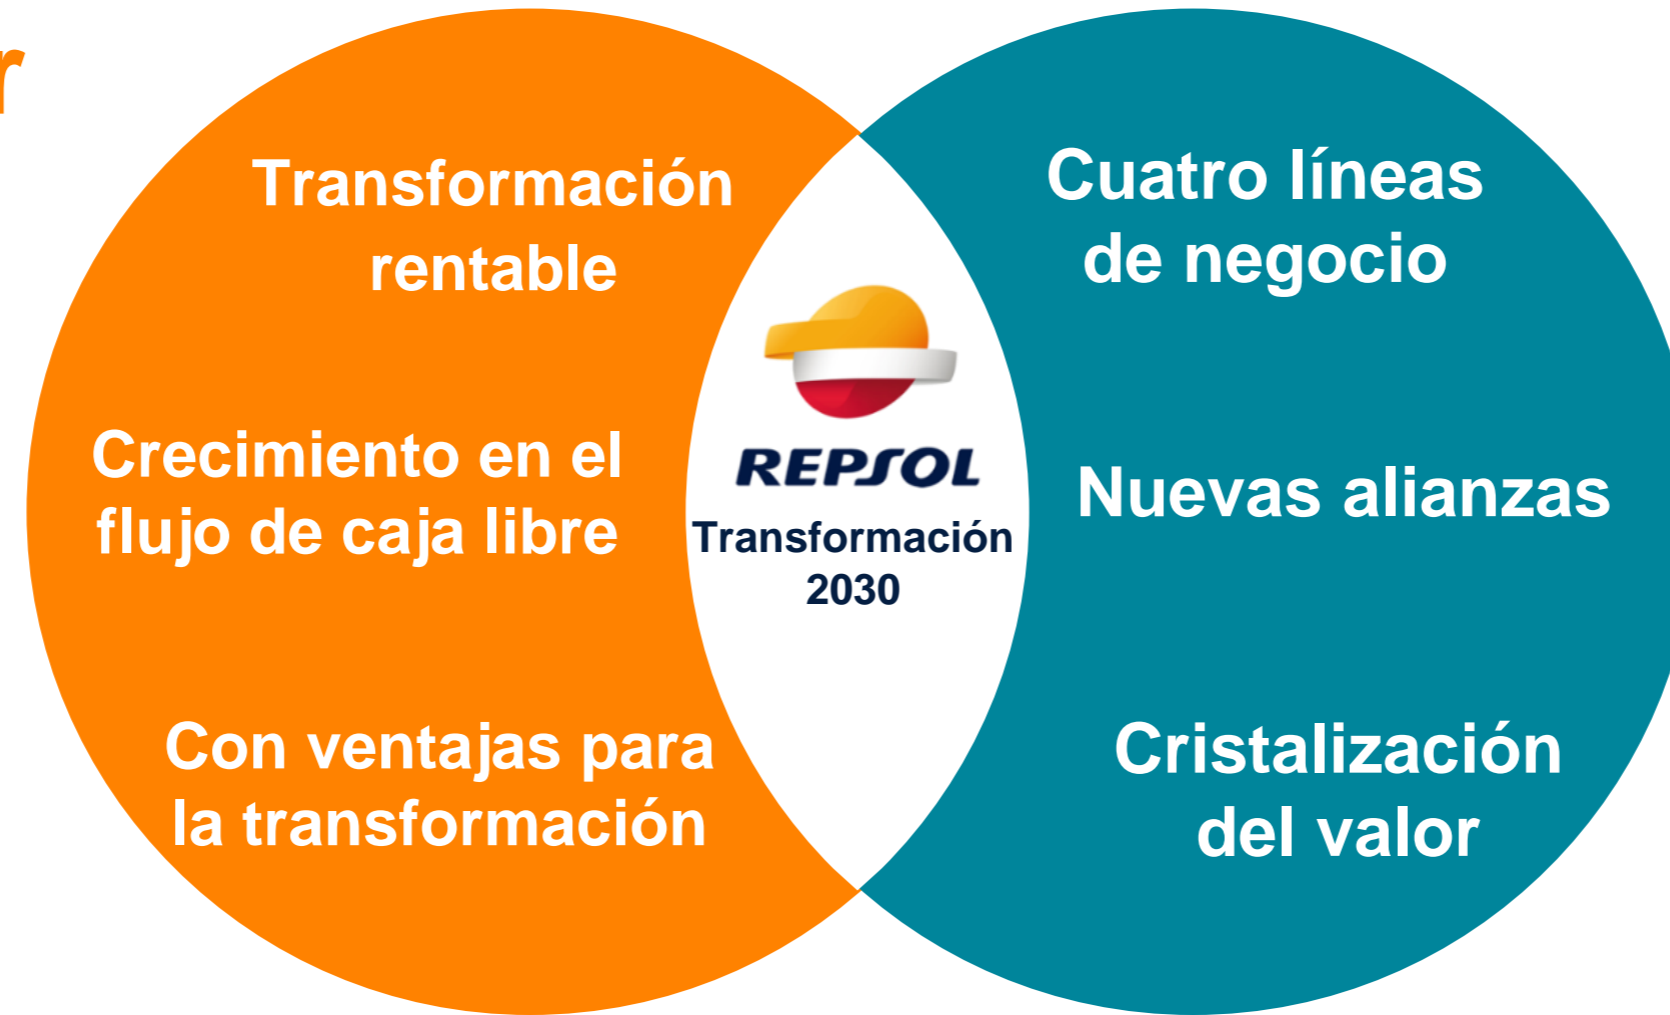 r
Transformación
rentable
Crecimiento en el
flujo de caja libre
Con ventajas para
la transformación
REPSOL
Transformación
2030
Cuatro líneas
de negocio
Nuevas alianzas
Cristalización
del valor